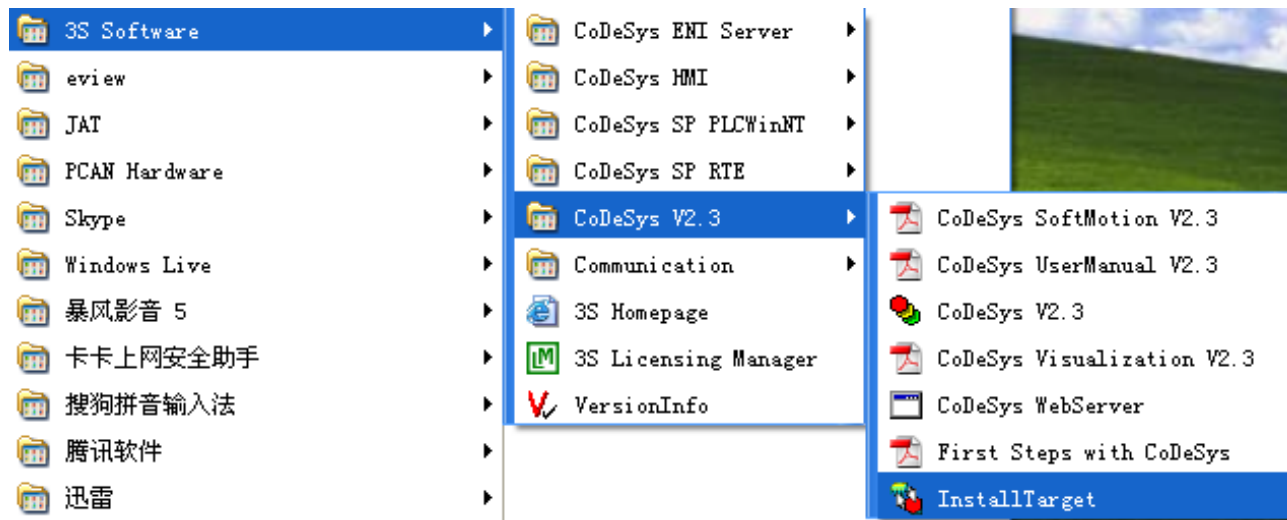 3S Software
eview
JAT
PCAN Hardware
Skype
Windows Live
暴风影音 5
卡卡上网安全助手
搜狗拼音输入法
腾讯软件
迅雷
CoDeSys ENI Server
CoDeSys HMI
CoDeSys SP PLCWinNT
CoDeSys SP RTE
CoDeSys V2.3
Communication
3S Homepage
3S Licensing Manager
VersionInfo
CoDeSys SoftMotion V2.3
CoDeSys UserManual V2.3
CoDeSys V2.3
CoDeSys Visualization V2.3
CoDeSys WebServer
First Steps with CoDeSys
InstallTarget